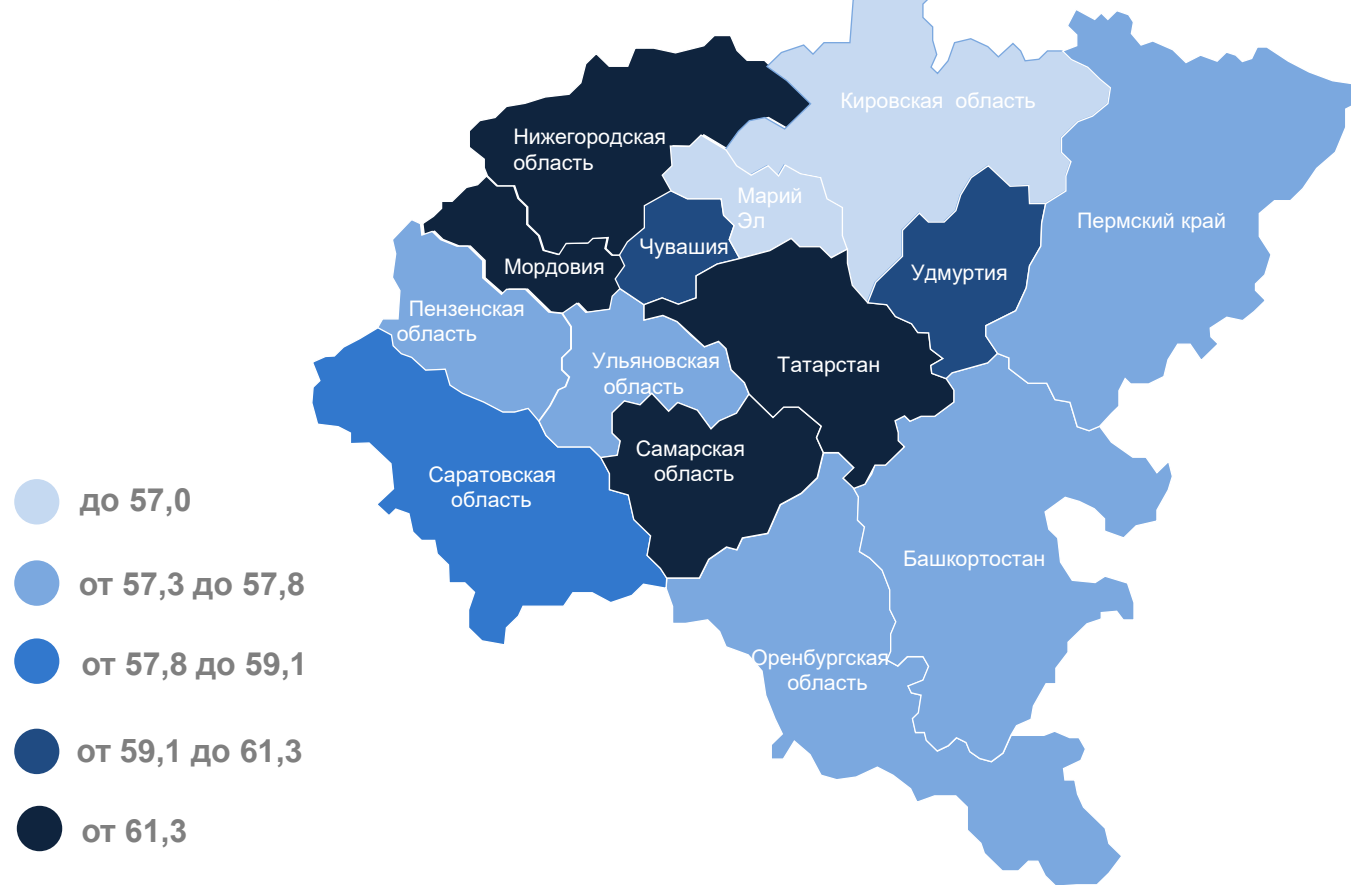 Кировская область
Нижегородская
область
Марий
Эл
Пермский край
Чувашия
Мордовия
Удмуртия
Пензенская
область
Ульяновская
область
Татарстан
Самарская
область
Саратовская
область
Башкортостан
Оренбургская
область
до 57,0
от 57,3 до 57,8
от 57,8 до 59,1
от 59,1 до 61,3
от 61,3